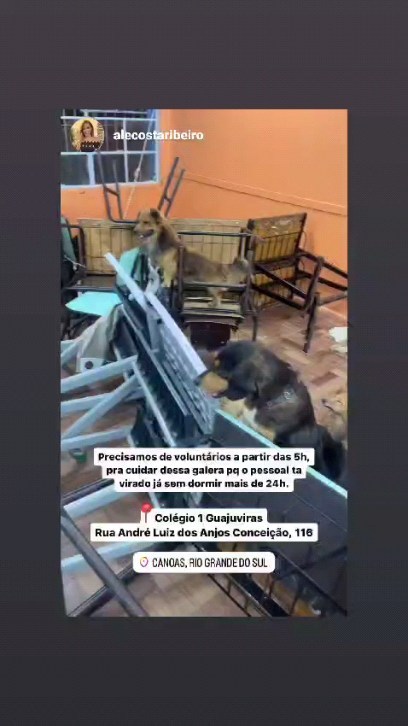 alecostaribeiro
Precisamos de voluntários a partir das 5h,
pra cuidar dessa galera pq o pessoal ta
virado já sem dormir mais de 24h.
📍 Colégio 1 Guajuviras
Rua André Luiz dos Anjos Conceição, 116
CANOAS, RIO GRANDE DO SUL